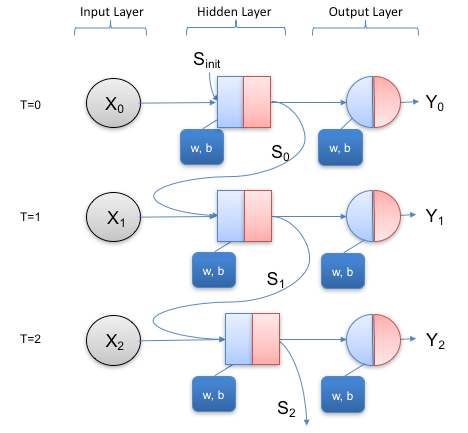 Input Layer
Hidden Layer
Output Layer
Sinit
T=0
X0
Y0
w, b
w, b
S0
T=1
X1
Y1
w, b
w, b
S1
T=2
X2
Y2
w, b
w, b
S2